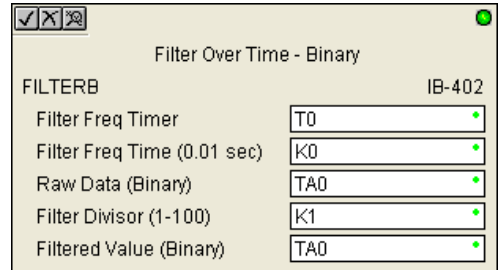 Filter Over Time - Binary
FILTERB IB-402
Filter Freq Timer T0
Filter Freq Time (0.01 sec) K0
Raw Data (Binary) TA0
Filter Divisor (1-100) K1
Filtered Value (Binary) TA0